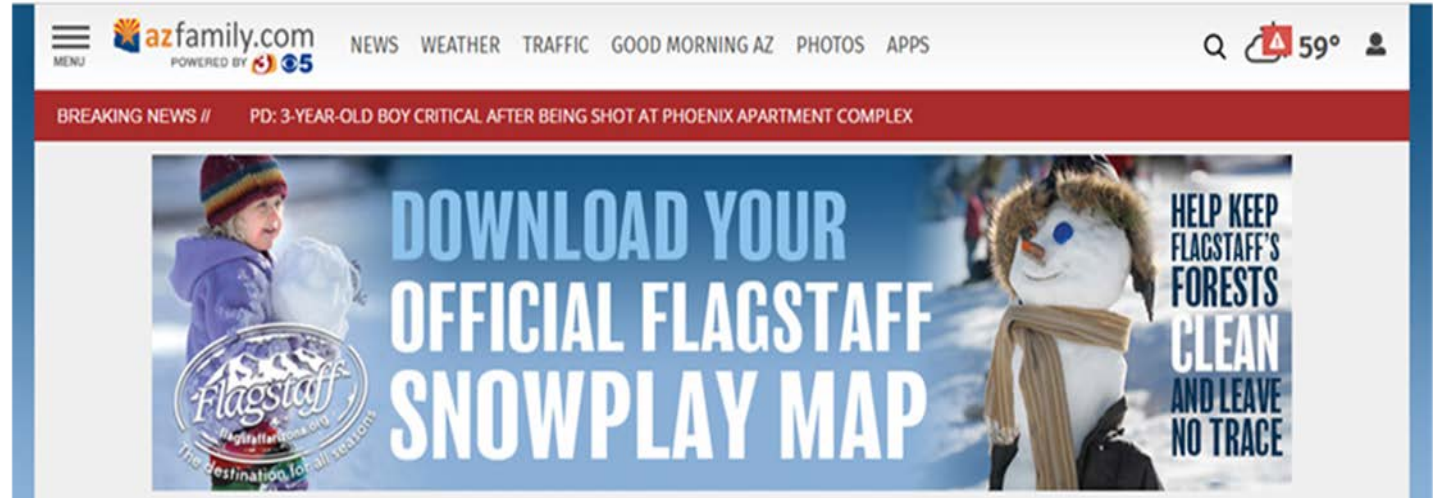 MENU
azfamily.com
POWERED BY 3 5
NEWS WEATHER TRAFFIC GOOD MORNING AZ PHOTOS APPS
59°
BREAKING NEWS // PD: 3-YEAR-OLD BOY CRITICAL AFTER BEING SHOT AT PHOENIX APARTMENT COMPLEX
DOWNLOAD YOUR
OFFICIAL FLAGSTAFF
SNOWPLAY MAP
Flagstaff
flagstaffarizona.org
The destination for all seasons
HELP KEEP
FLAGSTAFF'S
FORESTS
CLEAN
AND LEAVE
NO TRACE